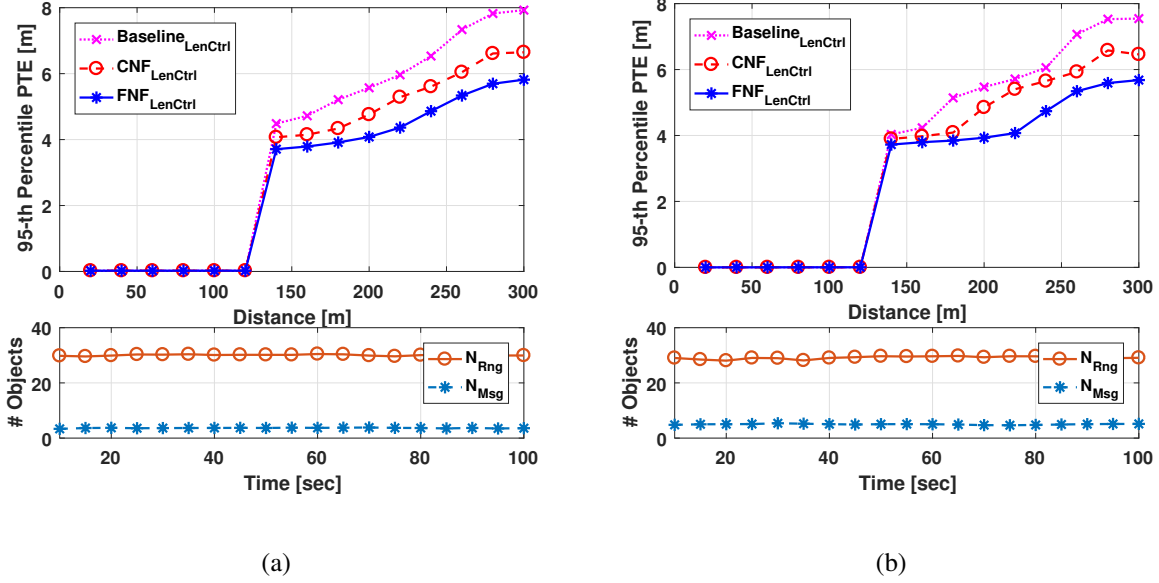 95-th Percentile PTE [m]
8
6
4
2
0
Baseline_LenCtrl
CNF_LenCtrl
FNF_LenCtrl
0 50 100 150 200 250 300
Distance [m]
# Objects
40
20
0
N_Rng
N_Msg
20 40 60 80 100
Time [sec]
(a)
95-th Percentile PTE [m]
8
6
4
2
0
Baseline_LenCtrl
CNF_LenCtrl
FNF_LenCtrl
0 50 100 150 200 250 300
Distance [m]
# Objects
40
20
0
N_Rng
N_Msg
20 40 60 80 100
Time [sec]
(b)